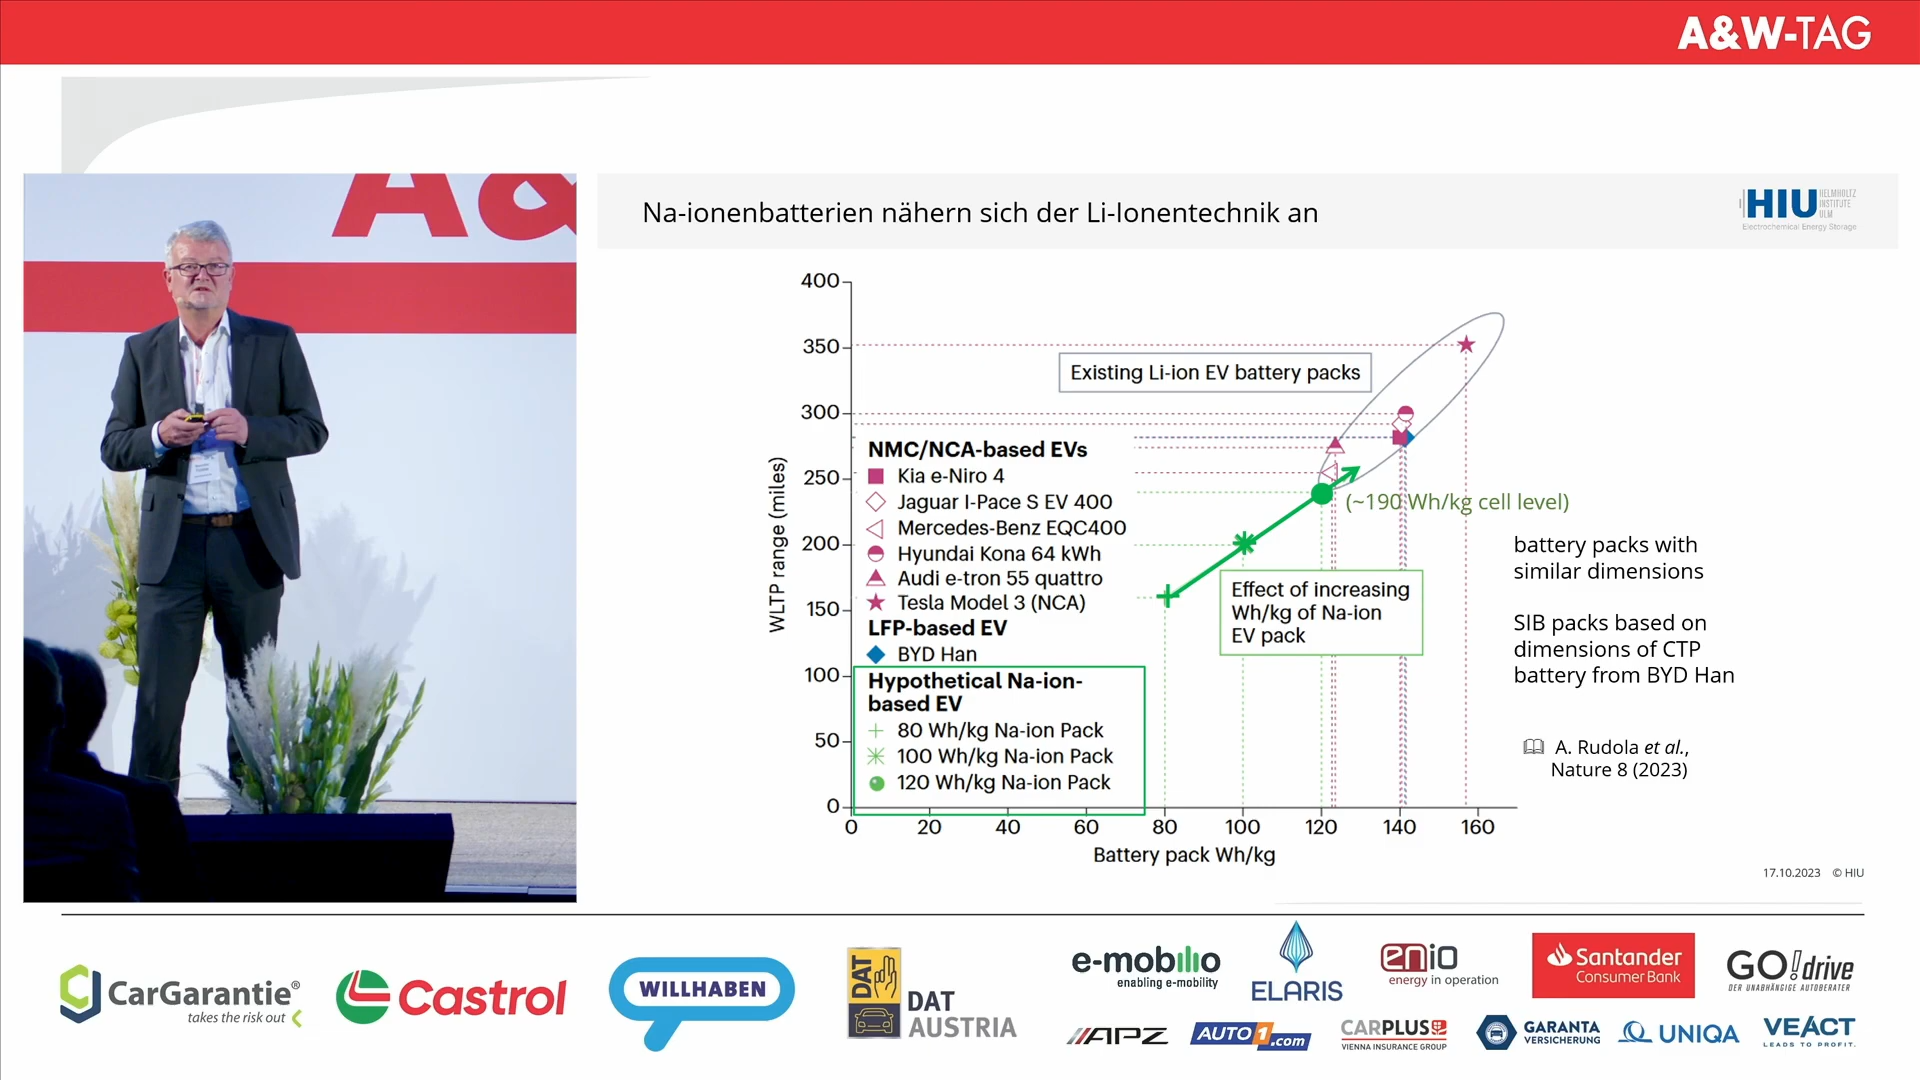 A&W-TAG
A&
Na-ionenbatterien nähern sich der Li-Ionentechnik an
HIU
HELMHOLTZ
INSTITUTE
ULM
Electrochemical Energy Storage
400
350
300
250
200
150
100
50
0
WLTP range (miles)
Existing Li-ion EV battery packs
NMC/NCA-based EVs
Kia e-Niro 4
Jaguar I-Pace S EV 400
Mercedes-Benz EQC400
Hyundai Kona 64 kWh
Audi e-tron 55 quattro
Tesla Model 3 (NCA)
LFP-based EV
BYD Han
Hypothetical Na-ion-
based EV
80 Wh/kg Na-ion Pack
100 Wh/kg Na-ion Pack
120 Wh/kg Na-ion Pack
(~190 Wh/kg cell level)
Effect of increasing
Wh/kg of Na-ion
EV pack
battery packs with
similar dimensions
SIB packs based on
dimensions of CTP
battery from BYD Han
A. Rudola et al.,
Nature 8 (2023)
0 20 40 60 80 100 120 140 160
Battery pack Wh/kg
17.10.2023 © HIU
CarGarantie®
takes the risk out
Castrol
WILLHABEN
DAT
DAT
AUSTRIA
e-mobilio
enabling e-mobility
ELARIS
enio
energy in operation
Santander
Consumer Bank
GO!drive
DER UNABHÄNGIGE AUTOBERATER
APZ
AUTO1.com
CARPLUS
VIENNA INSURANCE GROUP
GARANTA
VERSICHERUNG
UNIQA
VEACT
LEADS TO PROFIT.